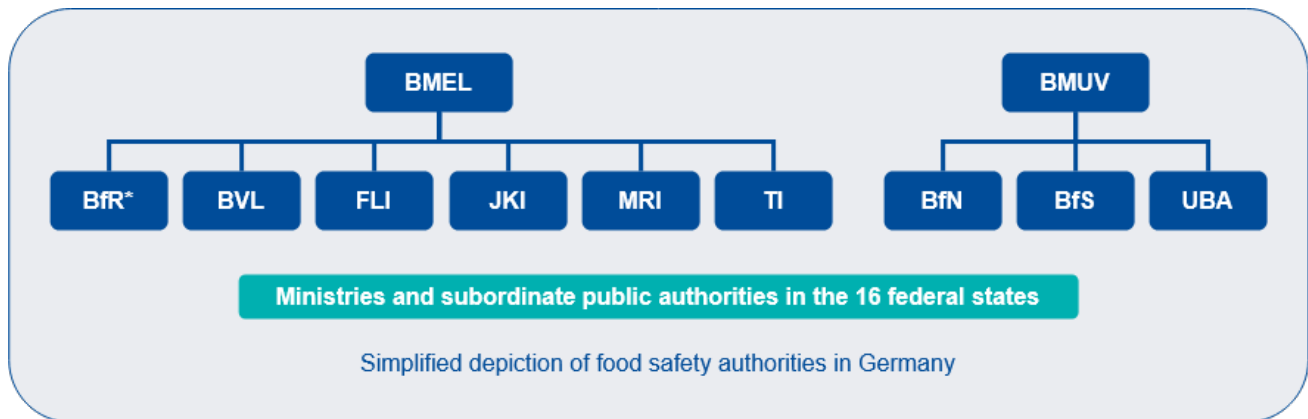 BMEL BMUV
BfR* BVL FLI JKI MRI TI BfN BfS UBA
Ministries and subordinate public authorities in the 16 federal states
Simplified depiction of food safety authorities in Germany